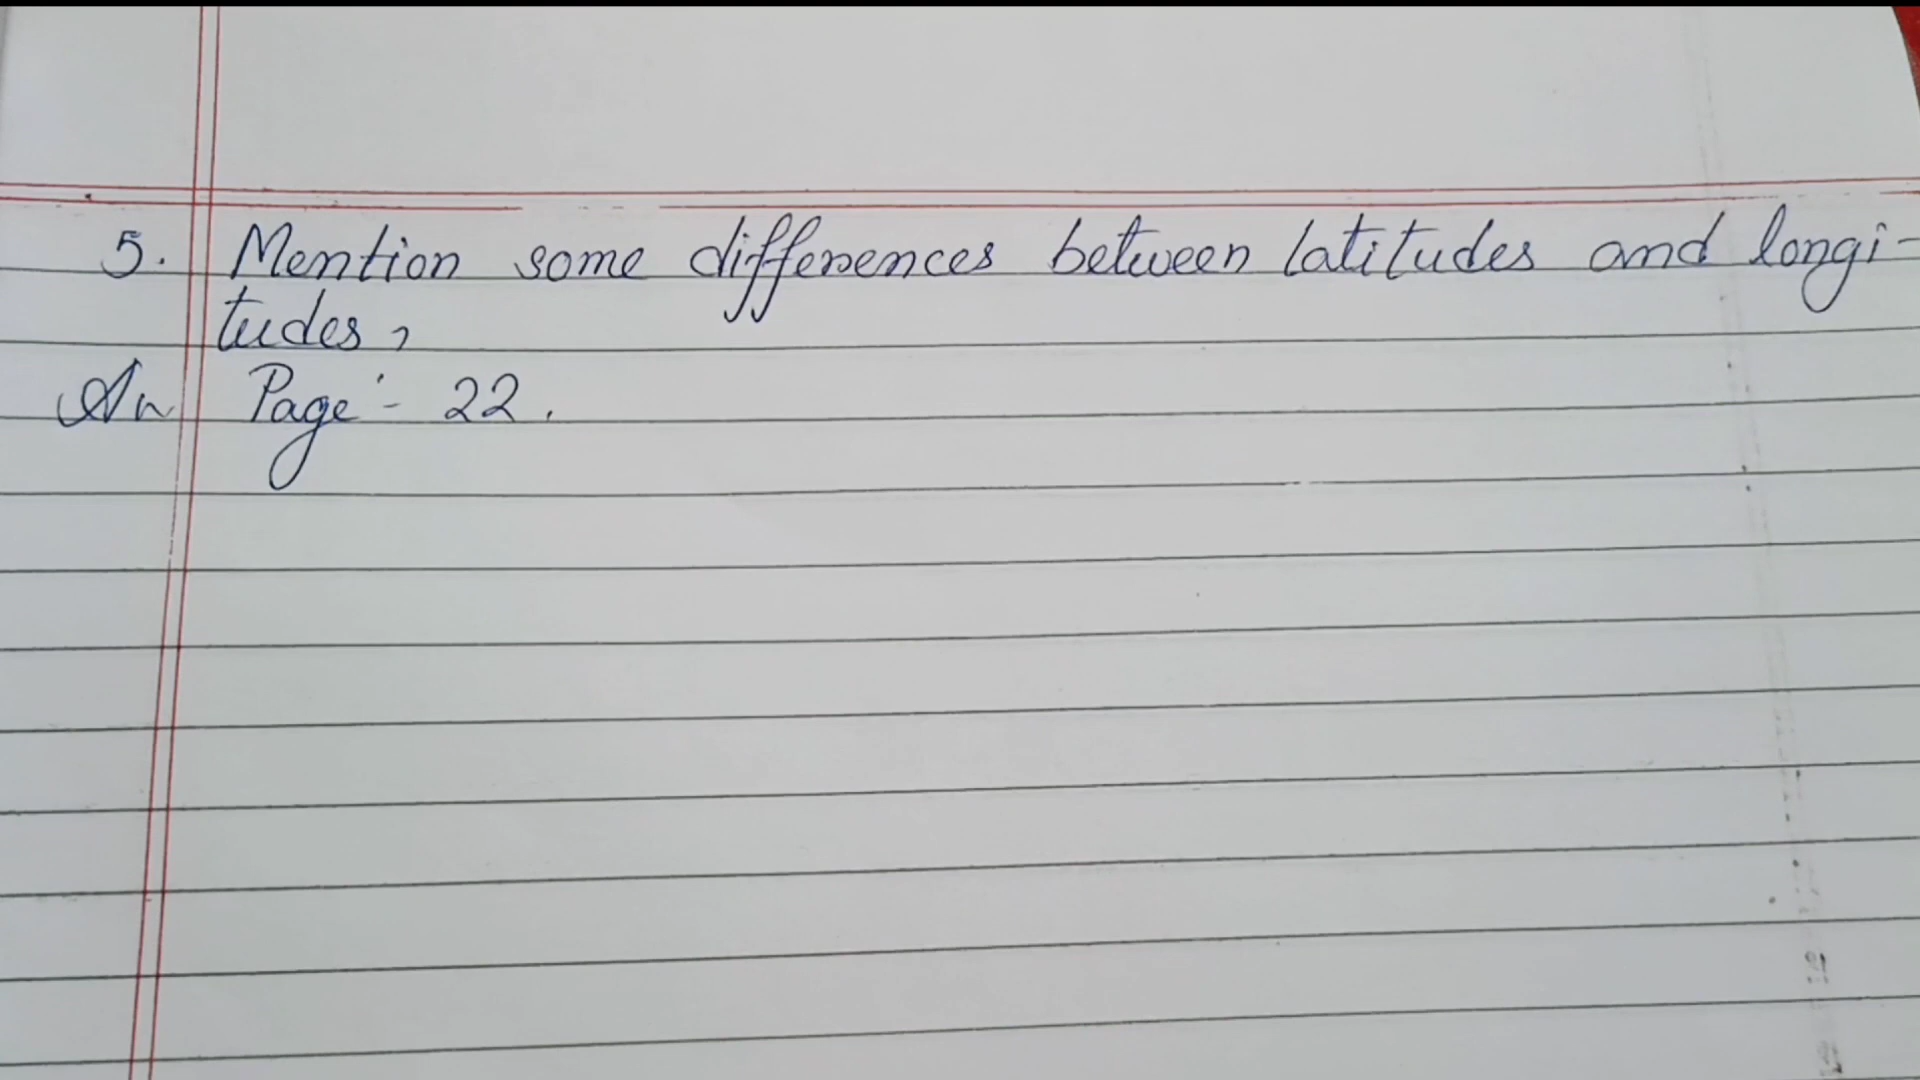 5. Mention some differences between latitudes and longi-
tudes,
An Page :- 22.